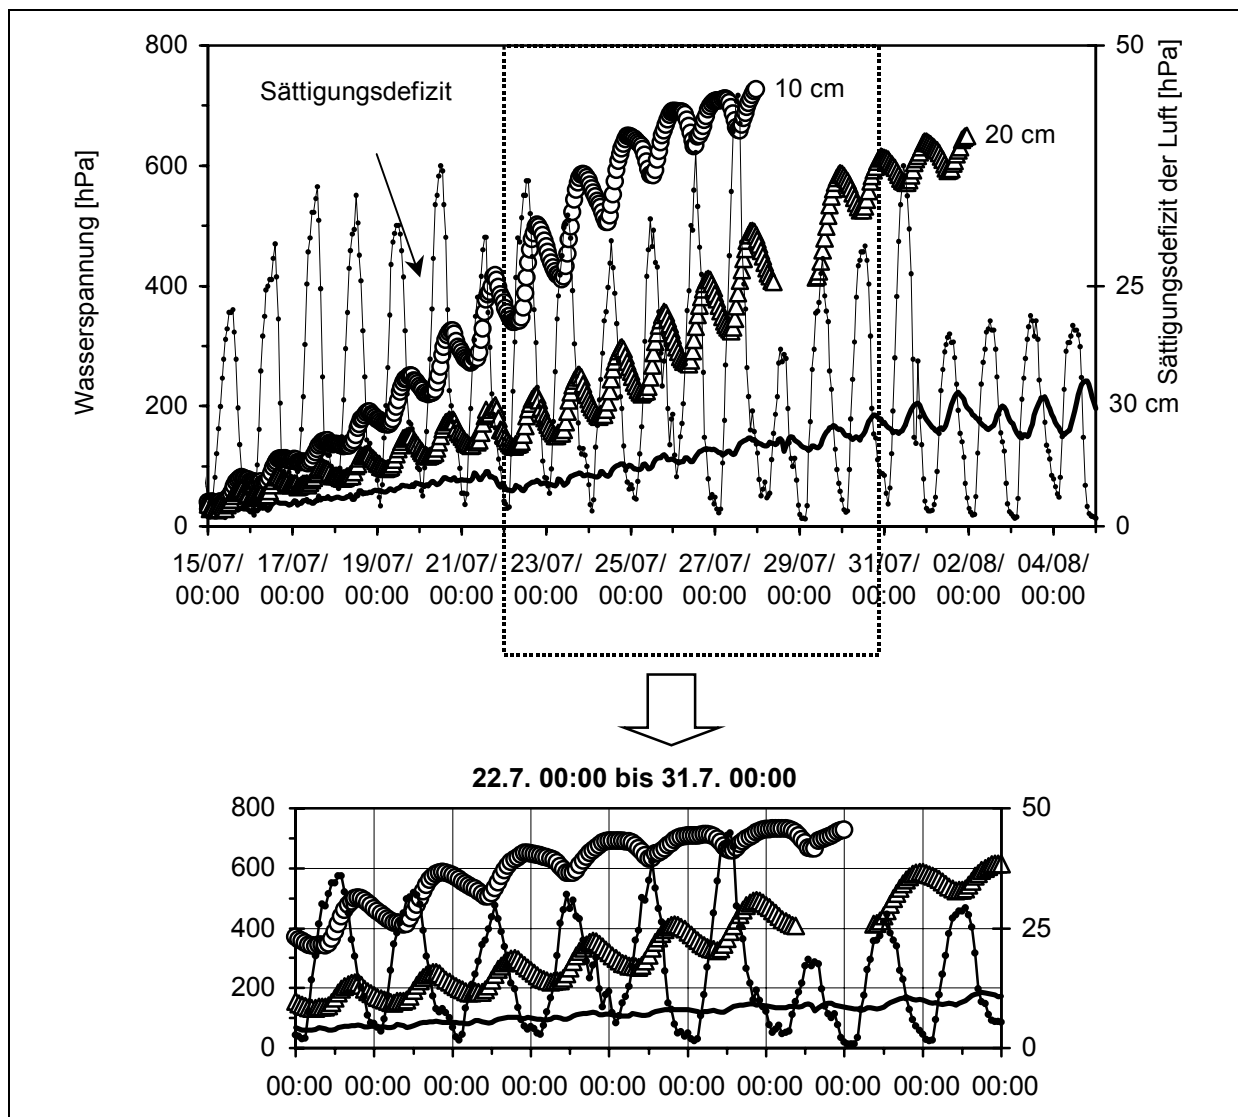 800
600
400
200
0
Wasserspannung [hPa]
Sättigungsdefizit
10 cm
20 cm
30 cm
50
25
0
Sättigungsdefizit der Luft [hPa]
15/07/ 17/07/ 19/07/ 21/07/ 23/07/ 25/07/ 27/07/ 29/07/ 31/07/ 02/08/ 04/08/
00:00 00:00 00:00 00:00 00:00 00:00 00:00 00:00 00:00 00:00 00:00
22.7. 00:00 bis 31.7. 00:00
800
600
400
200
0
50
25
0
00:00 00:00 00:00 00:00 00:00 00:00 00:00 00:00 00:00 00:00